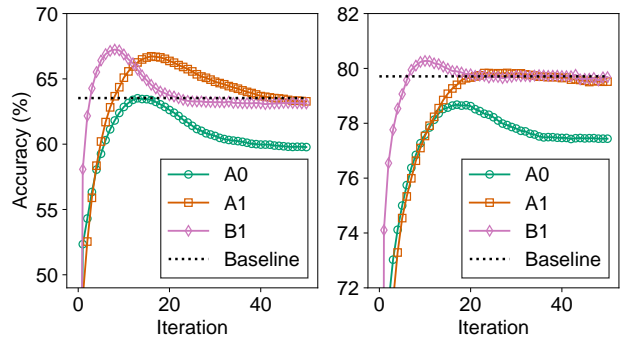 Accuracy (%)
70
65
60
55
50
0
20
40
Iteration
A0
A1
B1
Baseline
82
80
78
76
74
72
0
20
40
Iteration
A0
A1
B1
Baseline